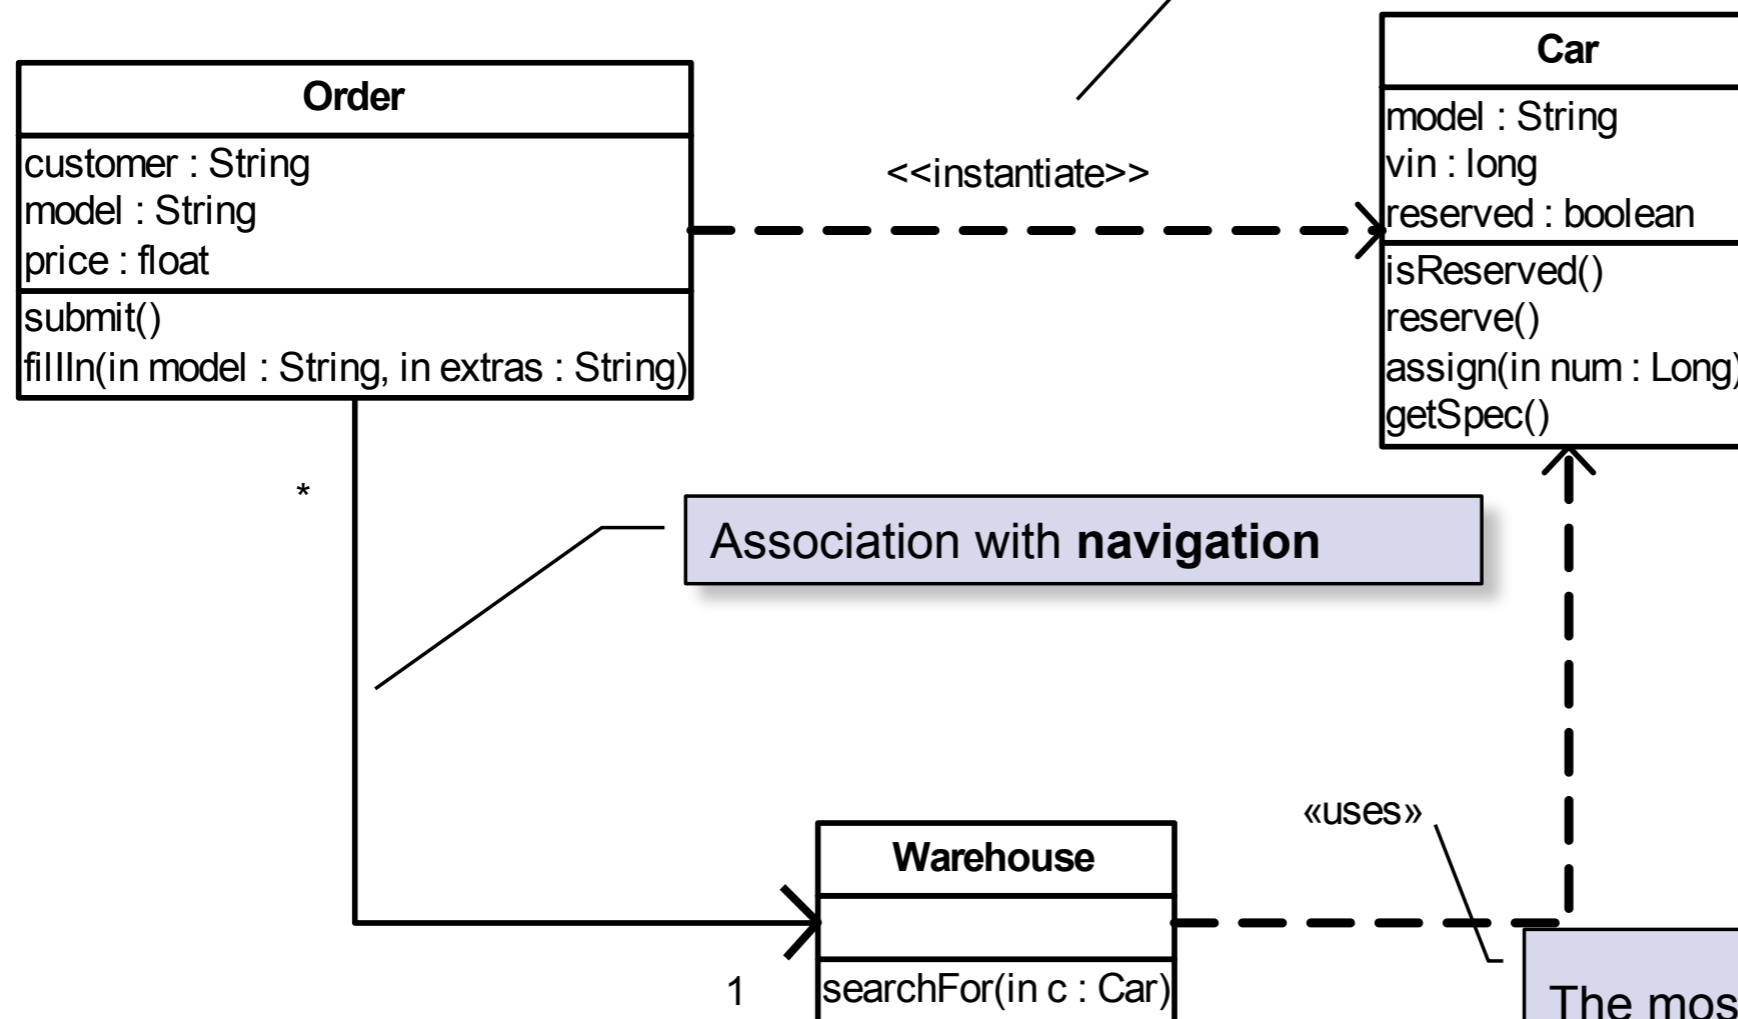 Order
customer : String
model : String
price : float
submit()
fillIn(in model : String, in extras : String)
<<instantiate>>
Car
model : String
vin : long
reserved : boolean
isReserved()
reserve()
assign(in num : Long)
getSpec()
*
Association with navigation
«uses»
Warehouse
searchFor(in c : Car)
1
The